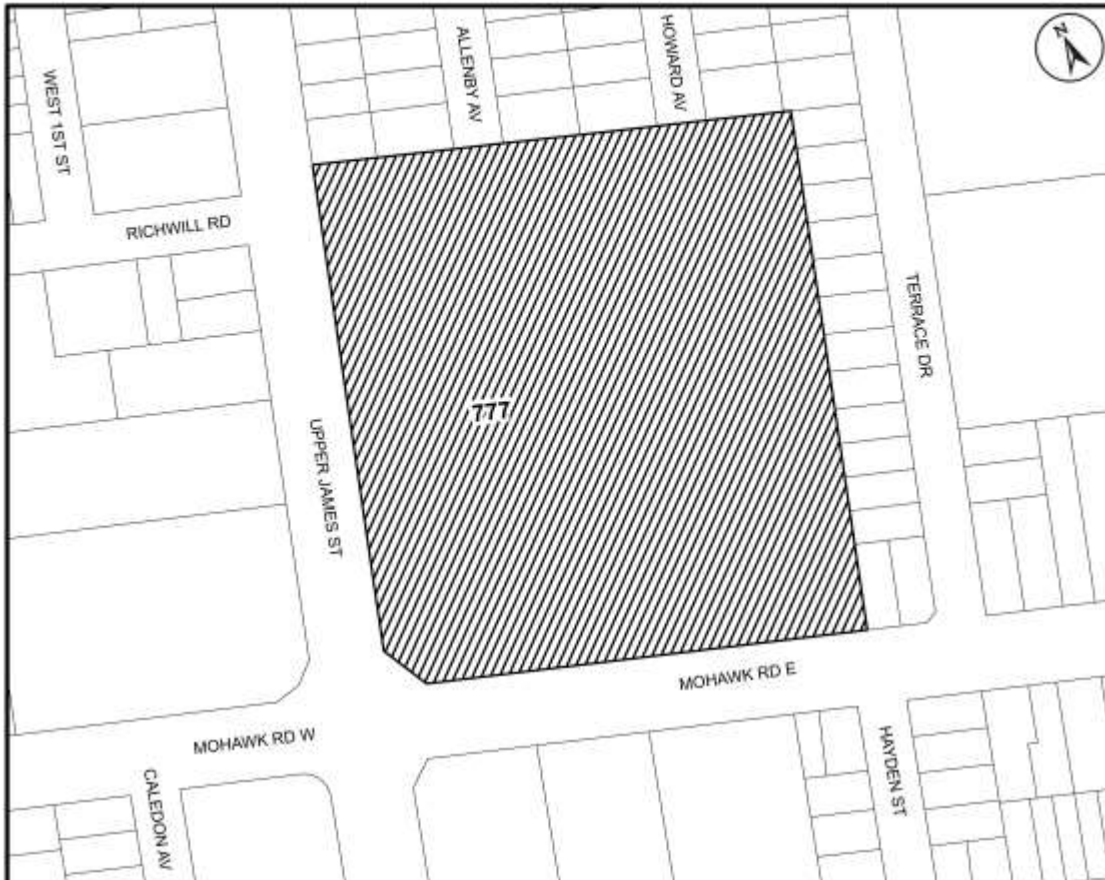 ALLENBY AV
HOWARD AV
N
WEST 1ST ST
RICHWILL RD
TERRACE DR
777
UPPER JAMES ST
MOHAWK RD E
MOHAWK RD W
HAYDEN ST
CALEDON AV